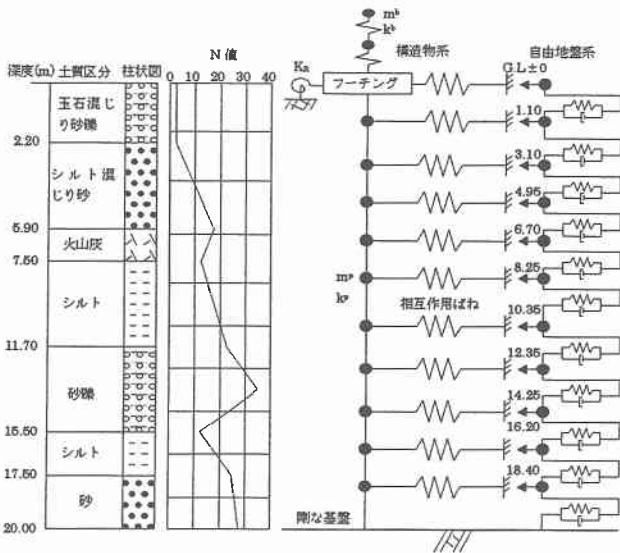 mᵇ
kᵇ
N値
構造物系
自由地盤系
深度(m) 土質区分 柱状図
0 10 20 30 40
Ka
フーチング
G.L±0
玉石混じ
り砂礫
1.10
2.20
3.10
シルト混
じり砂
4.95
5.90
6.70
火山灰
7.50
8.25
mᵖ
kᵖ
シルト
相互作用ばね
10.35
11.70
12.35
砂礫
14.25
15.50
16.20
シルト
17.50
18.40
砂
剛な基盤
20.00